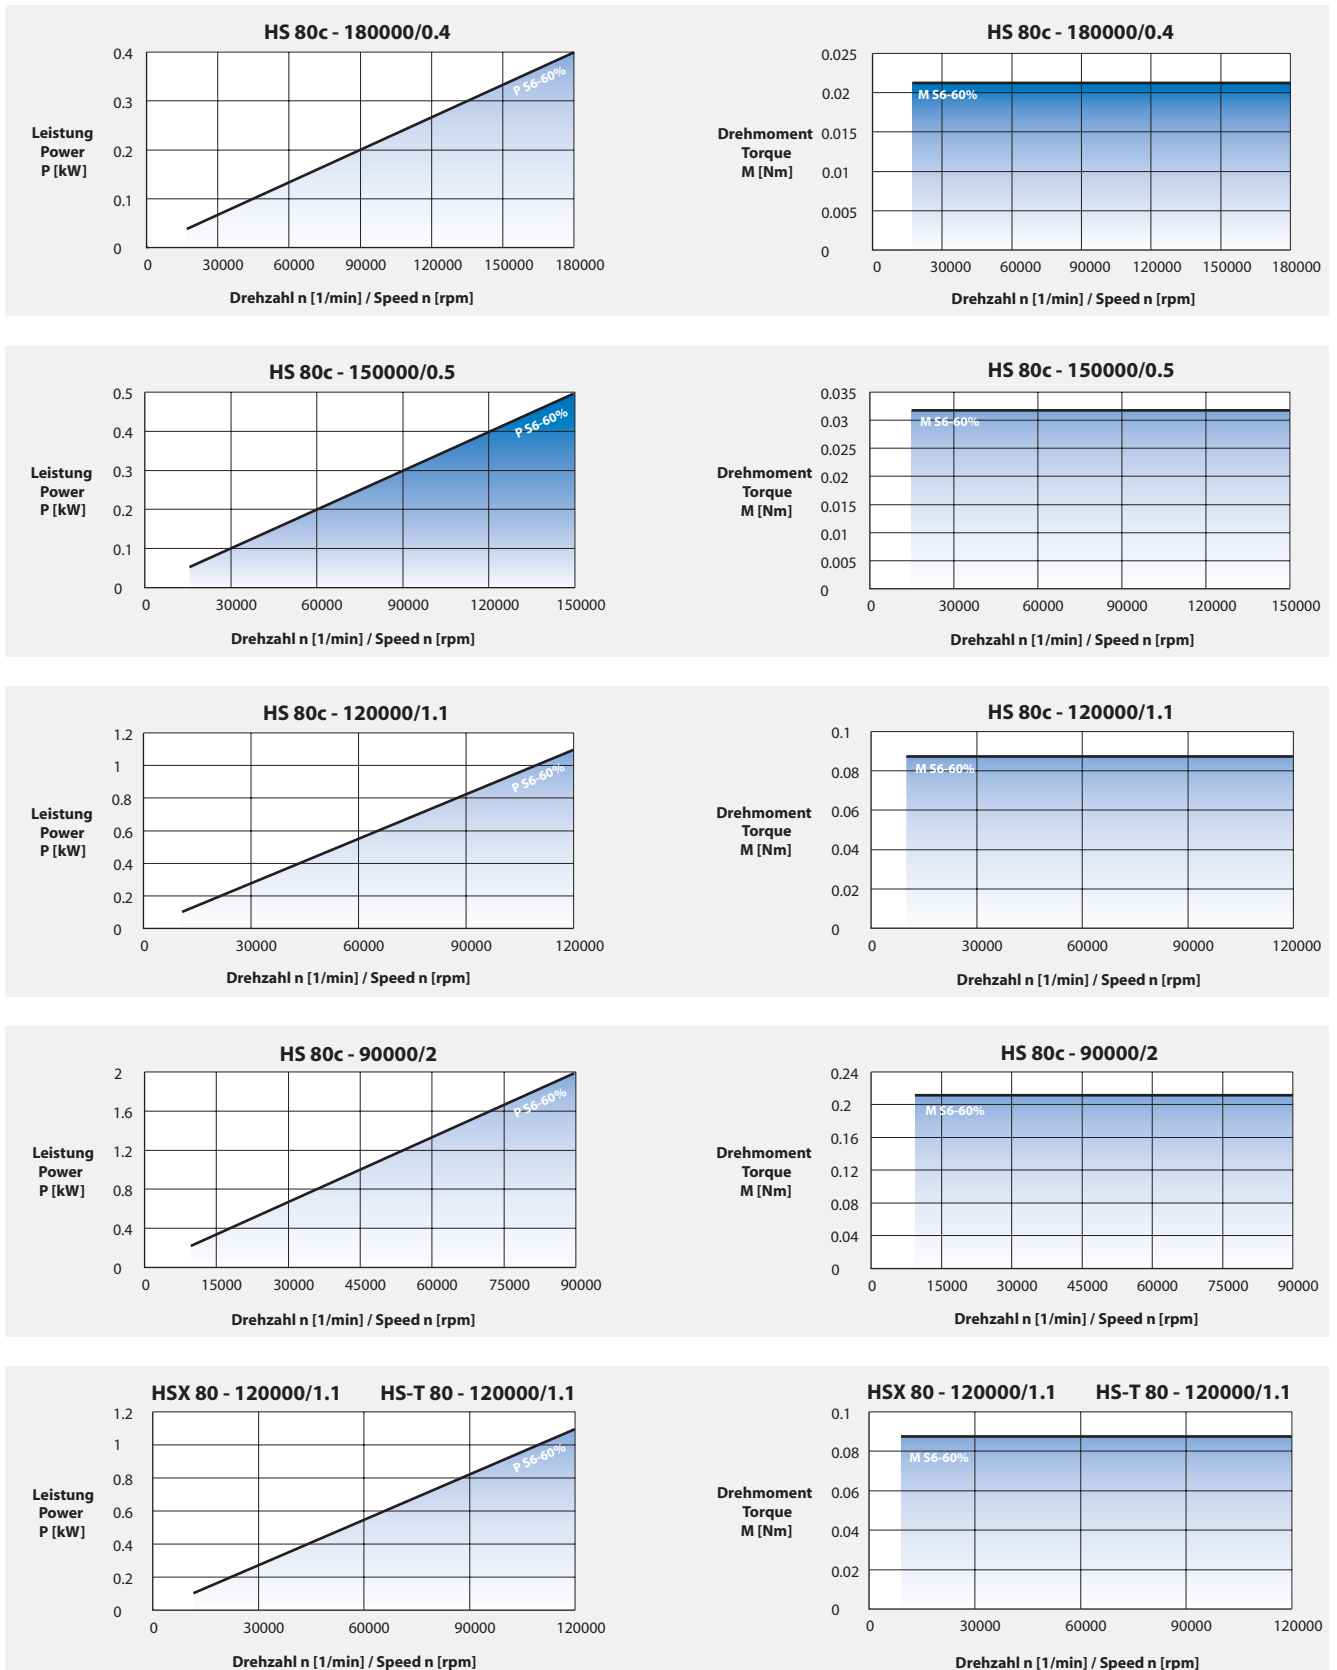 HS 80c - 180000/0.4
0.4
0.3
0.2
0.1
0
Leistung
Power
P [kW]
P S6-60%
0 30000 60000 90000 120000 150000 180000
Drehzahl n [1/min] / Speed n [rpm]
HS 80c - 180000/0.4
0.025
0.02
0.015
0.01
0.005
0
Drehmoment
Torque
M [Nm]
M S6-60%
0 30000 60000 90000 120000 150000 180000
Drehzahl n [1/min] / Speed n [rpm]
HS 80c - 150000/0.5
0.5
0.4
0.3
0.2
0.1
0
Leistung
Power
P [kW]
P S6-60%
0 30000 60000 90000 120000 150000
Drehzahl n [1/min] / Speed n [rpm]
HS 80c - 150000/0.5
0.035
0.03
0.025
0.02
0.015
0.01
0.005
0
Drehmoment
Torque
M [Nm]
M S6-60%
0 30000 60000 90000 120000 150000
Drehzahl n [1/min] / Speed n [rpm]
HS 80c - 120000/1.1
1.2
1
0.8
0.6
0.4
0.2
0
Leistung
Power
P [kW]
P S6-60%
0 30000 60000 90000 120000
Drehzahl n [1/min] / Speed n [rpm]
HS 80c - 120000/1.1
0.1
0.08
0.06
0.04
0.02
0
Drehmoment
Torque
M [Nm]
M S6-60%
0 30000 60000 90000 120000
Drehzahl n [1/min] / Speed n [rpm]
HS 80c - 90000/2
2
1.6
1.2
0.8
0.4
0
Leistung
Power
P [kW]
P S6-60%
0 15000 30000 45000 60000 75000 90000
Drehzahl n [1/min] / Speed n [rpm]
HS 80c - 90000/2
0.24
0.2
0.16
0.12
0.08
0.04
0
Drehmoment
Torque
M [Nm]
M S6-60%
0 15000 30000 45000 60000 75000 90000
Drehzahl n [1/min] / Speed n [rpm]
HSX 80 - 120000/1.1 HS-T 80 - 120000/1.1
1.2
1
0.8
0.6
0.4
0.2
0
Leistung
Power
P [kW]
P S6-60%
0 30000 60000 90000 120000
Drehzahl n [1/min] / Speed n [rpm]
HSX 80 - 120000/1.1 HS-T 80 - 120000/1.1
0.1
0.08
0.06
0.04
0.02
0
Drehmoment
Torque
M [Nm]
M S6-60%
0 30000 60000 90000 120000
Drehzahl n [1/min] / Speed n [rpm]